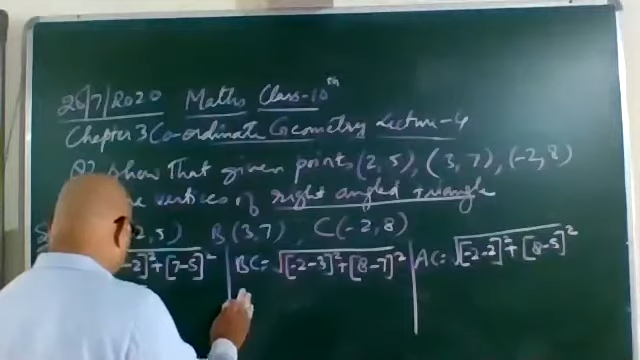 26/7/2020 Maths Class-10th
Chapter 3 Co-ordinate Geometry Lecture-4
Q2 Show that given points (2,5), (3,7), (-2,8)
vertices of right angled triangle
2,5) B(3,7), C(-2,8)
-2]²+[7-5]² BC=√[-2-3]²+[8-7]² AC=√[-2-2]²+[8-5]²